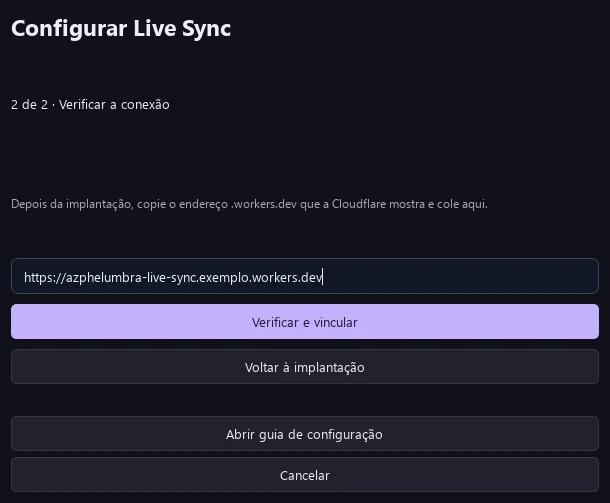 Configurar Live Sync
2 de 2 · Verificar a conexão
Depois da implantação, copie o endereço .workers.dev que a Cloudflare mostra e cole aqui.
https://azphelumbra-live-sync.exemplo.workers.dev
Verificar e vincular
Voltar à implantação
Abrir guia de configuração
Cancelar